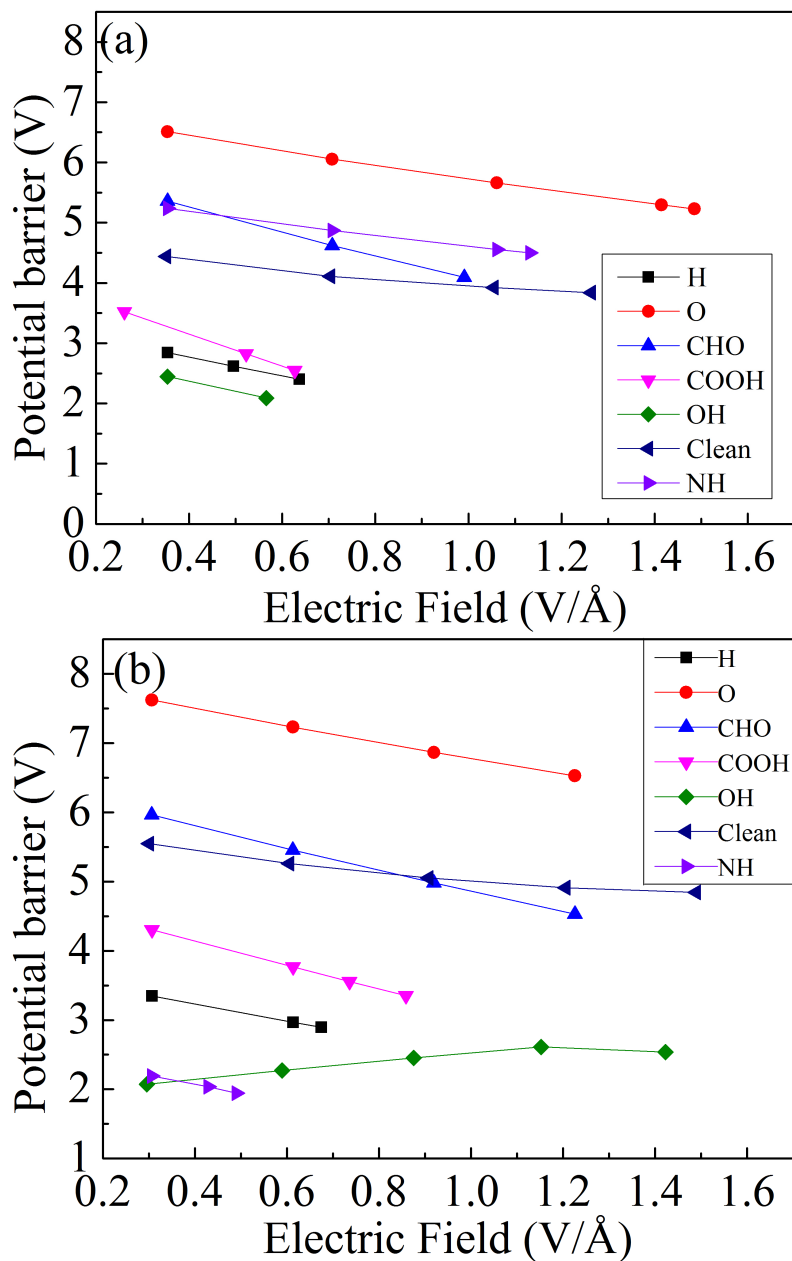 (a)
8
7
6
5
4
3
2
1
0
Potential barrier (V)
H
O
CHO
COOH
OH
Clean
NH
0.2 0.4 0.6 0.8 1.0 1.2 1.4 1.6
Electric Field (V/Å)
(b)
8
7
6
5
4
3
2
1
Potential barrier (V)
H
O
CHO
COOH
OH
Clean
NH
0.2 0.4 0.6 0.8 1.0 1.2 1.4 1.6
Electric Field (V/Å)